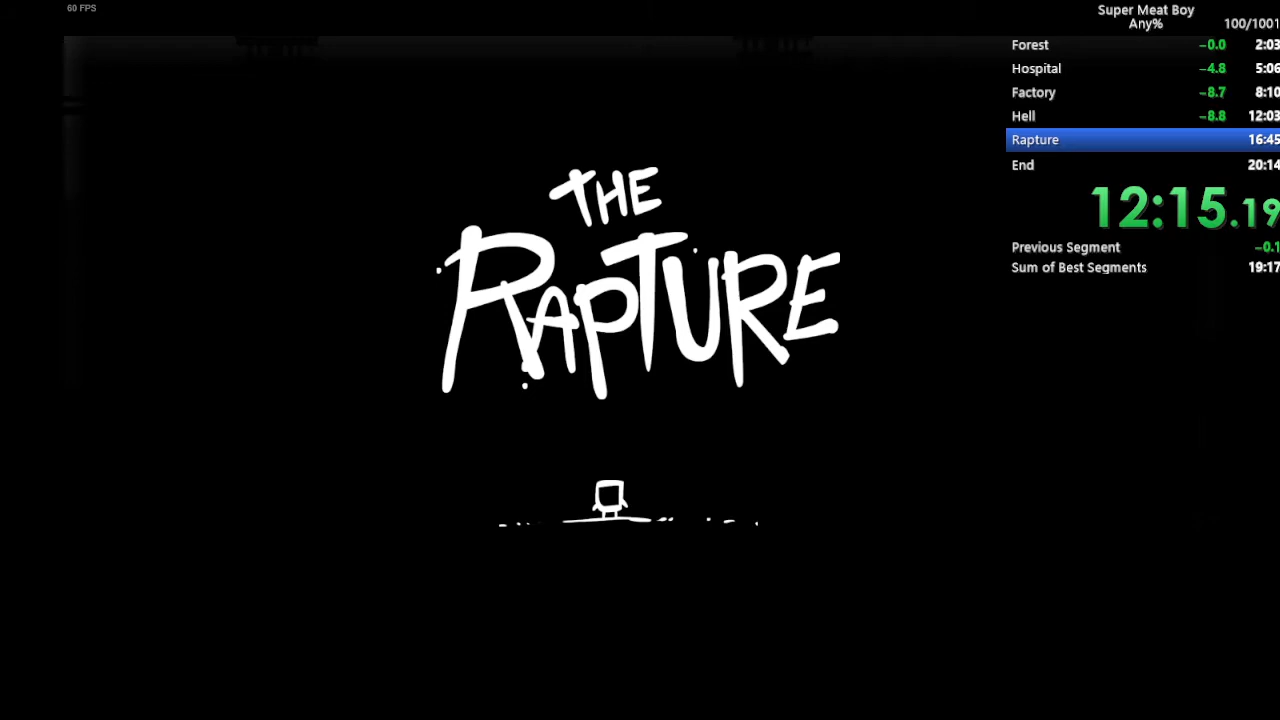 60 FPS
Super Meat Boy
Any% 100/1001
Forest −0.0 2:03
Hospital −4.8 5:06
Factory −8.7 8:10
Hell −8.8 12:03
Rapture 16:45
End 20:14
12:15.19
Previous Segment −0.1
Sum of Best Segments 19:17
THE
RAPTURE